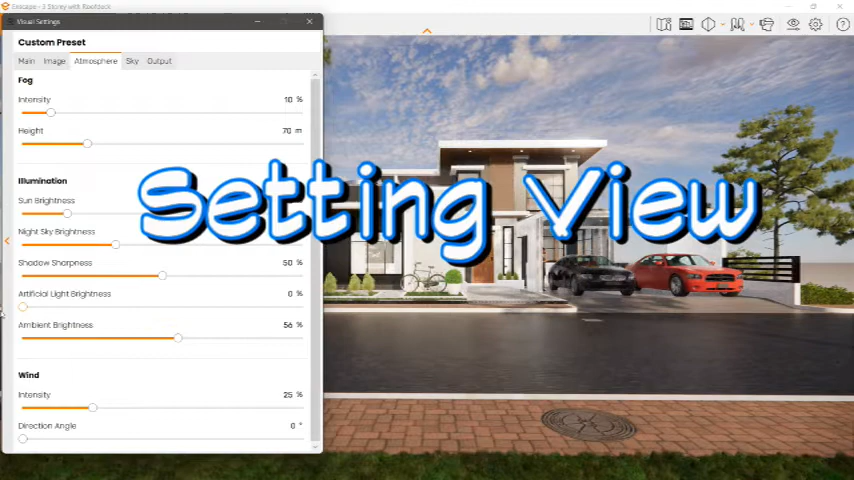 Enscape - 3 Storey with Roofdeck
Visual Settings
Custom Preset
Main Image Atmosphere Sky Output
Fog
Intensity 10 %
Height 70 m
Illumination
Sun Brightness
Night Sky Brightness
Shadow Sharpness 50 %
Artificial Light Brightness 0 %
Ambient Brightness 56 %
Wind
Intensity 25 %
Direction Angle 0 °
Setting View